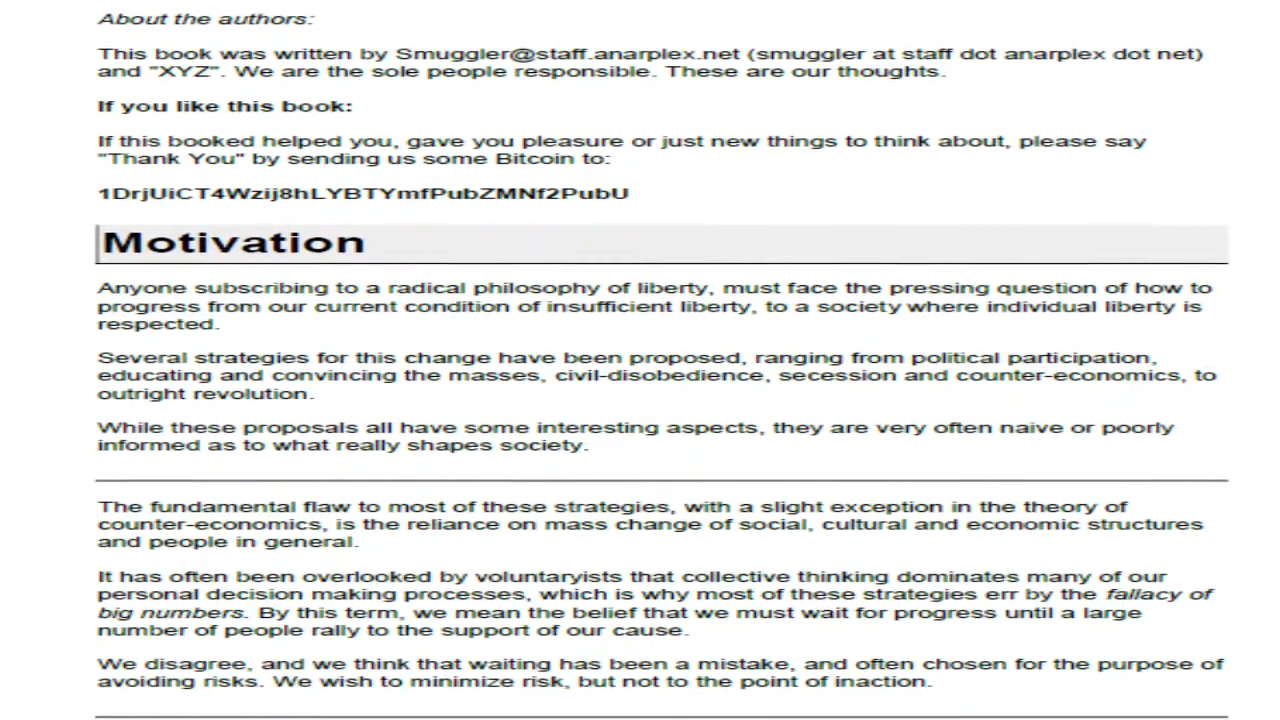 About the authors:
This book was written by Smuggler@staff.anarplex.net (smuggler at staff dot anarplex dot net)
and "XYZ". We are the sole people responsible. These are our thoughts.
If you like this book:
If this booked helped you, gave you pleasure or just new things to think about, please say
"Thank You" by sending us some Bitcoin to:
1DrjUiCT4Wzij8hLYBTYmfPubZMNf2PubU
Motivation
Anyone subscribing to a radical philosophy of liberty, must face the pressing question of how to
progress from our current condition of insufficient liberty, to a society where individual liberty is
respected.
Several strategies for this change have been proposed, ranging from political participation,
educating and convincing the masses, civil-disobedience, secession and counter-economics, to
outright revolution.
While these proposals all have some interesting aspects, they are very often naive or poorly
informed as to what really shapes society.
The fundamental flaw to most of these strategies, with a slight exception in the theory of
counter-economics, is the reliance on mass change of social, cultural and economic structures
and people in general.
It has often been overlooked by voluntaryists that collective thinking dominates many of our
personal decision making processes, which is why most of these strategies err by the fallacy of
big numbers. By this term, we mean the belief that we must wait for progress until a large
number of people rally to the support of our cause.
We disagree, and we think that waiting has been a mistake, and often chosen for the purpose of
avoiding risks. We wish to minimize risk, but not to the point of inaction.